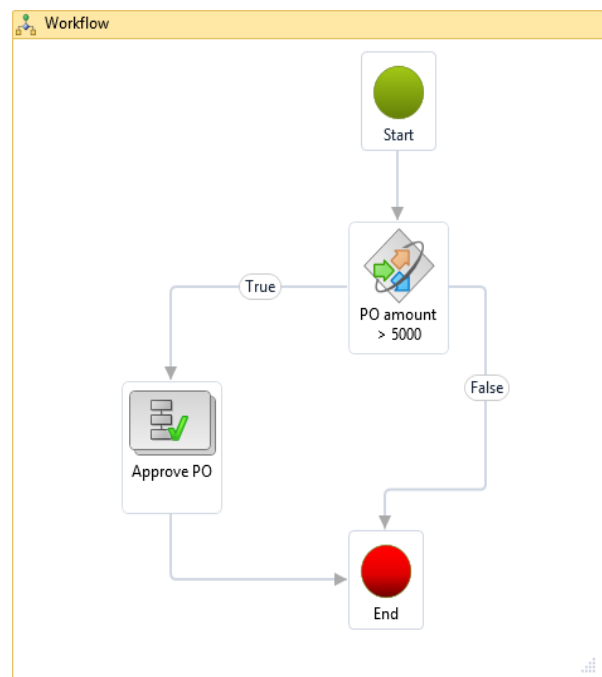 Workflow
Start
True
PO amount
> 5000
False
Approve PO
End